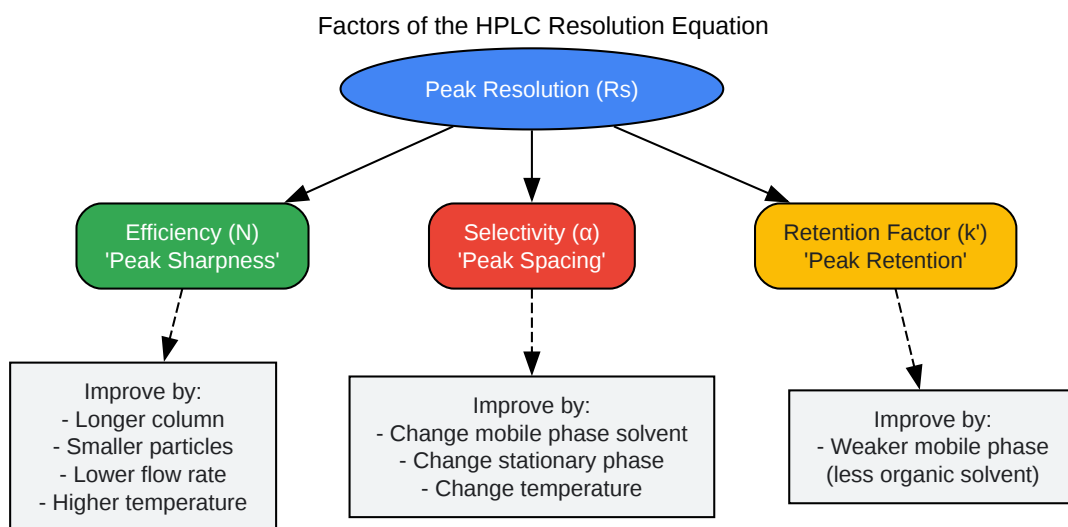 Factors of the HPLC Resolution Equation
Peak Resolution (Rs)
Efficiency (N)
'Peak Sharpness'
Selectivity (α)
'Peak Spacing'
Retention Factor (k')
'Peak Retention'
Improve by:
- Longer column
- Smaller particles
- Lower flow rate
- Higher temperature
Improve by:
- Change mobile phase solvent
- Change stationary phase
- Change temperature
Improve by:
- Weaker mobile phase
(less organic solvent)